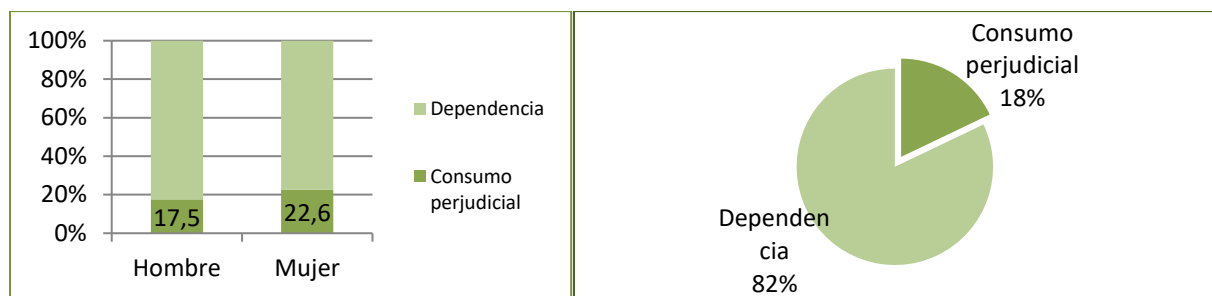 100%
80%
60%
40%
20%
0%
17,5
22,6
Hombre
Mujer
Dependencia
Consumo
perjudicial
Consumo
perjudicial
18%
Dependen
cia
82%